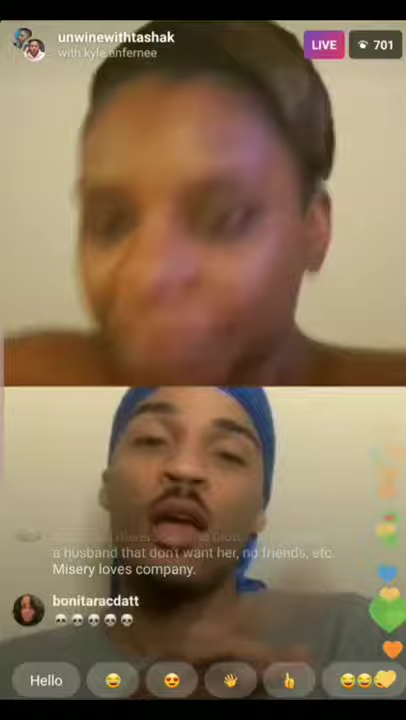 unwinewithtashak
with kyle.anfernee
LIVE
701
a husband that don't want her, no friends, etc.
Misery loves company.
bonitaracdatt
💀💀💀💀💀
Hello